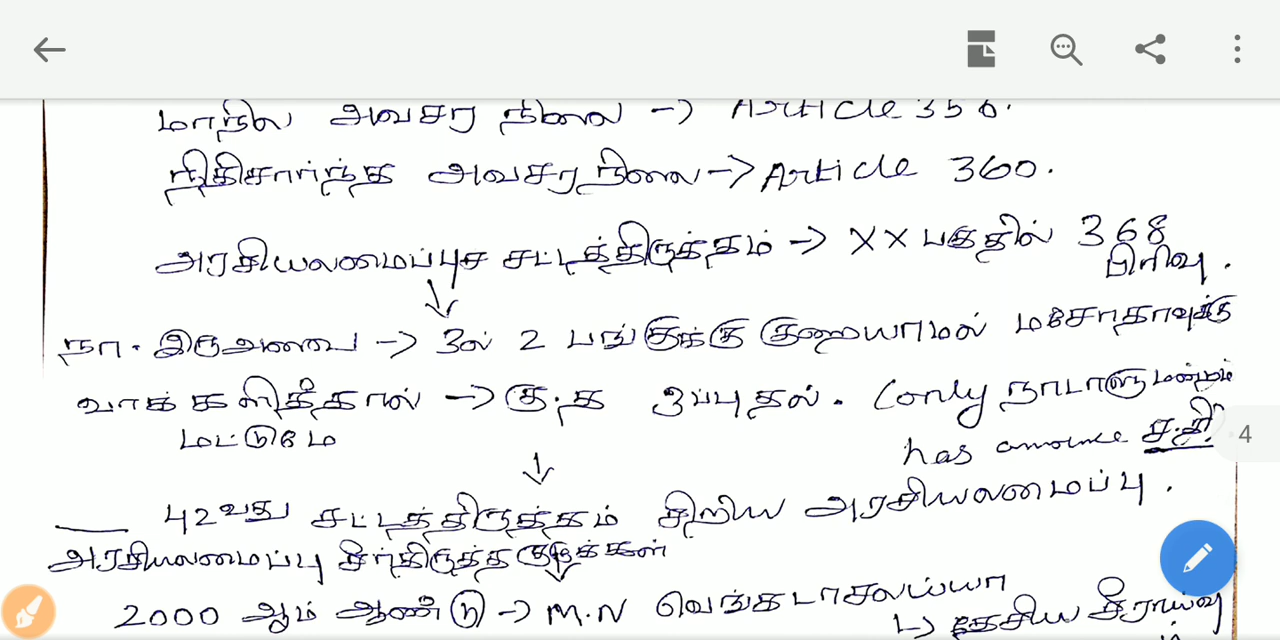 மாநில அவசர நிலை -> Article 356.
நிதிசார்ந்த அவசரநிலை -> Article 360.
அரசியலமைப்புச சட்டத்திருத்தம் -> XX பகுதில் 368
பிரிவு.
நா. இருஅவை -> 3ல் 2 பங்குக்கு குறையாமல் மசோதாவுக்கு
வாக்களித்தால் -> கு.த ஒப்புதல். (only நாடாளுமன்றம்
மட்டுமே
has ச.தி
4
42வது சட்டத்திருத்தம் சிறிய அரசியலமைப்பு.
அரசியலமைப்பு சீர்திருத்த குழுக்கள்
2000 ஆம் ஆண்டு -> M.N வெங்கடாசலய்யா
தேசிய சீராய்வு